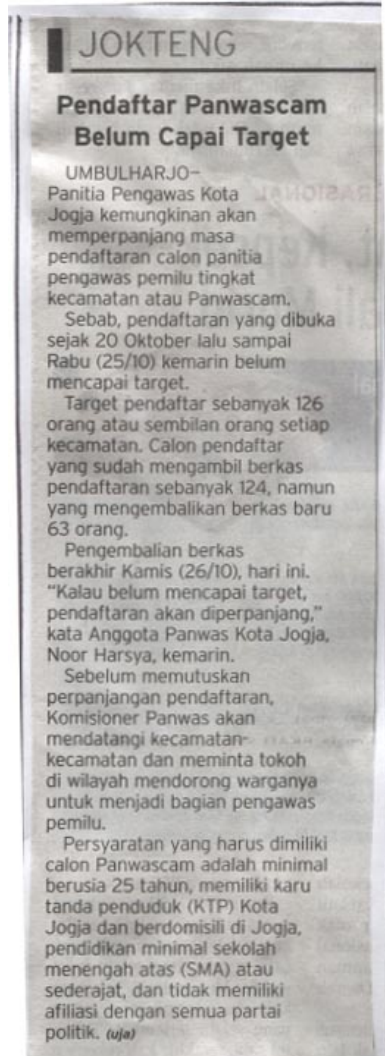 JOKTENG
Pendaftar Panwascam
Belum Capai Target
UMBULHARJO–
Panitia Pengawas Kota
Jogja kemungkinan akan
memperpanjang masa
pendaftaran calon panitia
pengawas pemilu tingkat
kecamatan atau Panwascam.
Sebab, pendaftaran yang dibuka
sejak 20 Oktober lalu sampai
Rabu (25/10) kemarin belum
mencapai target.
Target pendaftar sebanyak 126
orang atau sembilan orang setiap
kecamatan. Calon pendaftar
yang sudah mengambil berkas
pendaftaran sebanyak 124, namun
yang mengembalikan berkas baru
63 orang.
Pengembalian berkas
berakhir Kamis (26/10), hari ini.
"Kalau belum mencapai target,
pendaftaran akan diperpanjang,"
kata Anggota Panwas Kota Jogja,
Noor Harsya, kemarin.
Sebelum memutuskan
perpanjangan pendaftaran,
Komisioner Panwas akan
mendatangi kecamatan-
kecamatan dan meminta tokoh
di wilayah mendorong warganya
untuk menjadi bagian pengawas
pemilu.
Persyaratan yang harus dimiliki
calon Panwascam adalah minimal
berusia 25 tahun, memiliki karu
tanda penduduk (KTP) Kota
Jogja dan berdomisili di Jogja,
pendidikan minimal sekolah
menengah atas (SMA) atau
sederajat, dan tidak memiliki
afiliasi dengan semua partai
politik. (uja)